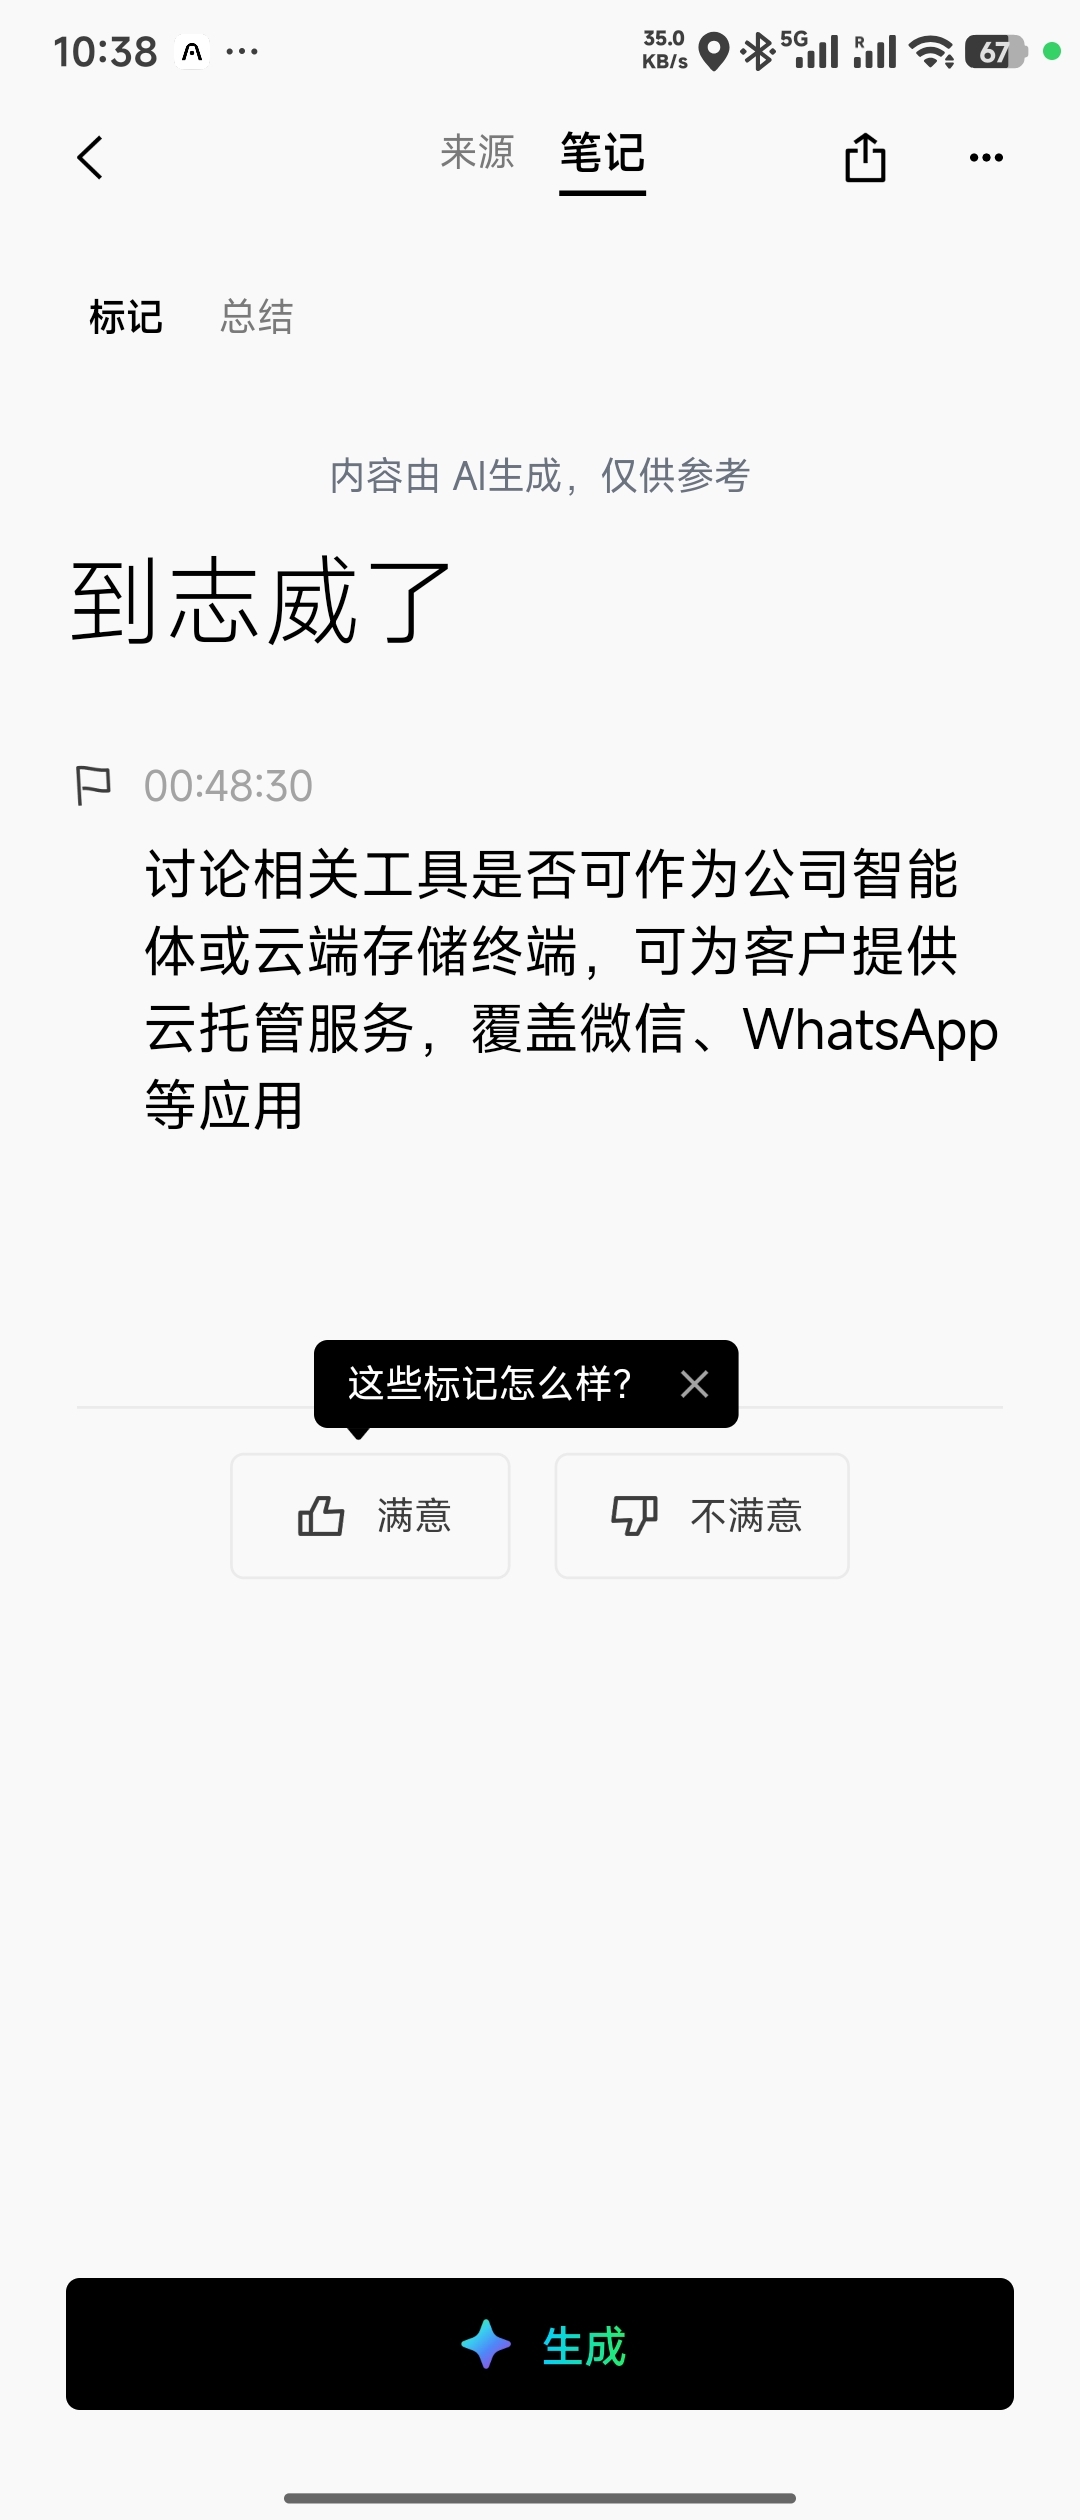 10:38
35.0 KB/s 5G R 67
来源 笔记
标记 总结
内容由 AI生成，仅供参考
到志威了
00:48:30
讨论相关工具是否可作为公司智能
体或云端存储终端，可为客户提供
云托管服务，覆盖微信、WhatsApp
等应用
这些标记怎么样？
满意 不满意
生成